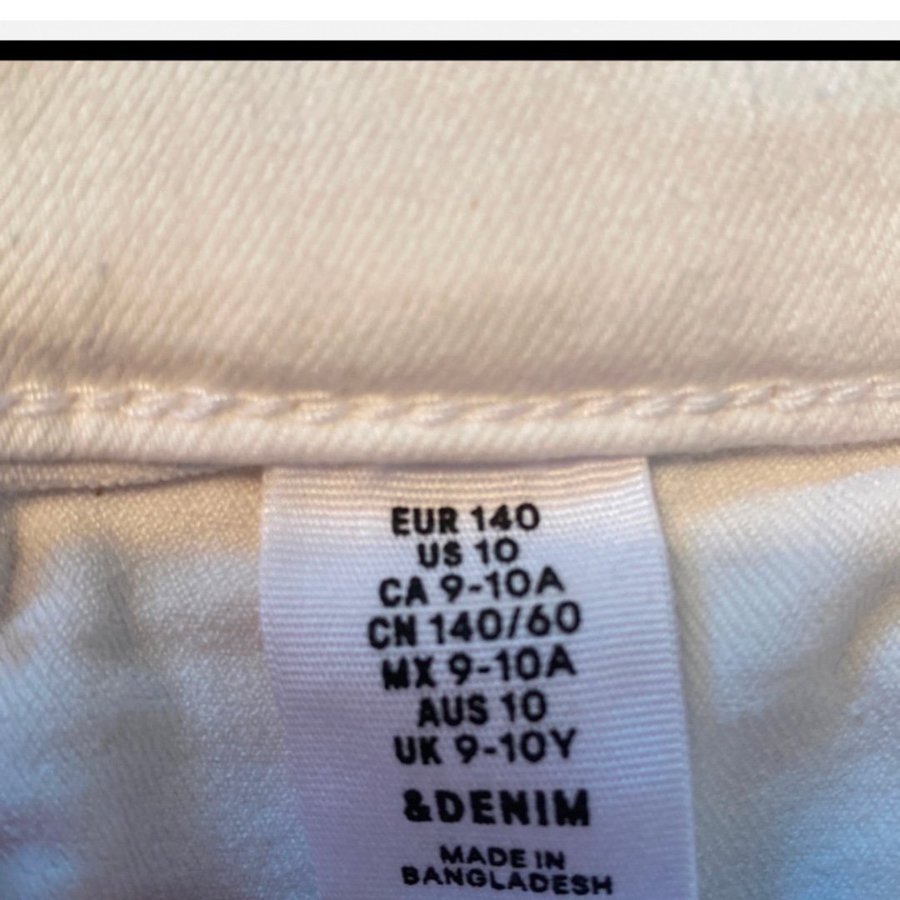 EUR 140
US 10
CA 9-10A
CN 140/60
MX 9-10A
AUS 10
UK 9-10Y
&DENIM
MADE IN
BANGLADESH